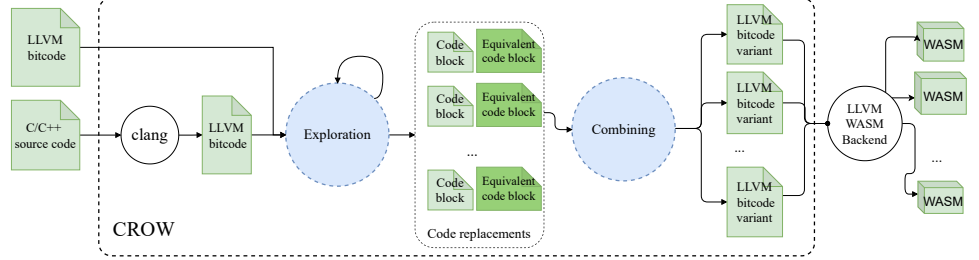 LLVM
bitcode
C/C++
source code
clang
LLVM
bitcode
Exploration
Code
block
Equivalent
code block
Code
block
Equivalent
code block
...
Code
block
Equivalent
code block
Code replacements
Combining
LLVM
bitcode
variant
LLVM
bitcode
variant
...
LLVM
bitcode
variant
LLVM
WASM
Backend
WASM
WASM
...
WASM
CROW